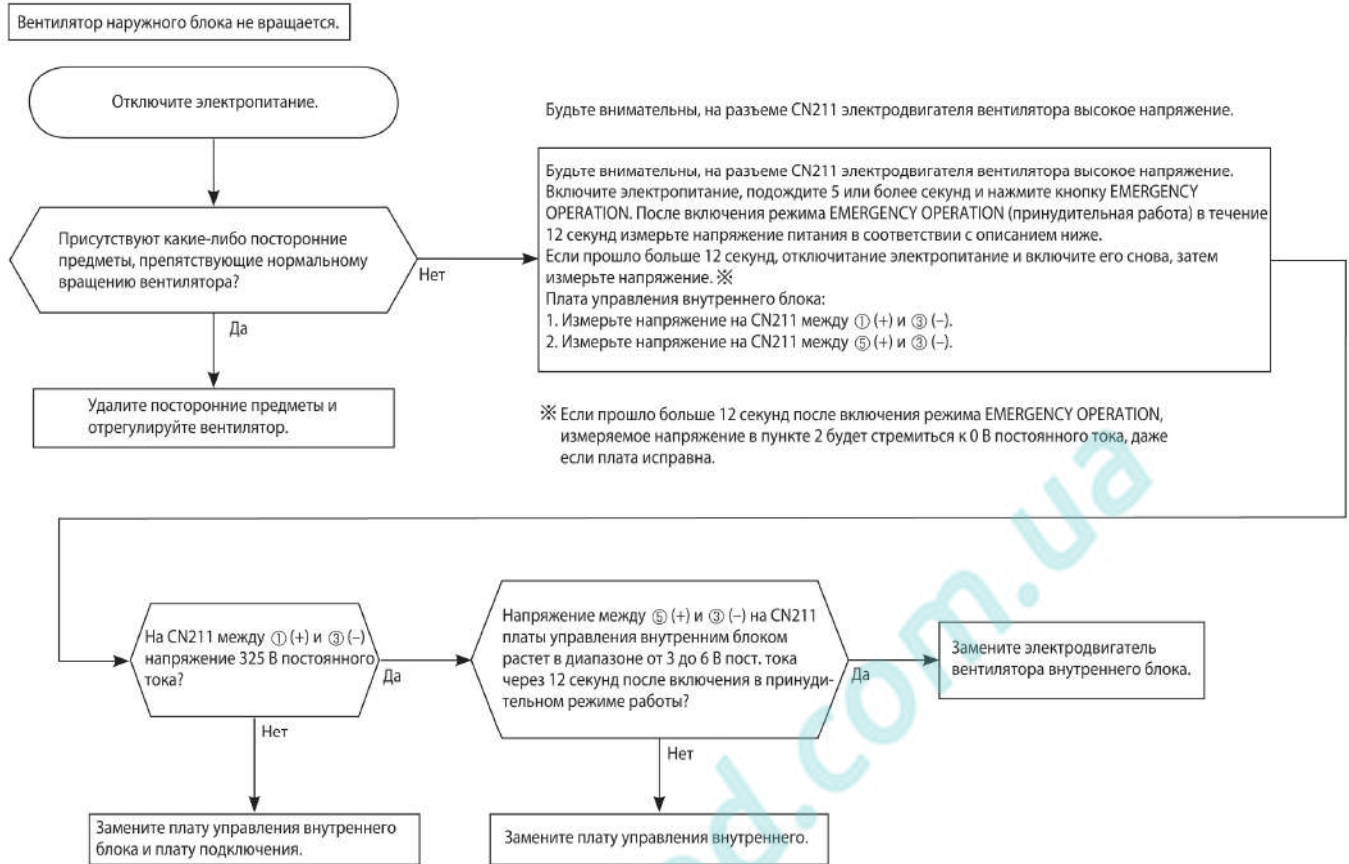 Вентилятор наружного блока не вращается.
Отключите электропитание.
Присутствуют какие-либо посторонние
предметы, препятствующие нормальному
вращению вентилятора?
Нет
Да
Удалите посторонние предметы и
отрегулируйте вентилятор.
Будьте внимательны, на разъеме CN211 электродвигателя вентилятора высокое напряжение.
Будьте внимательны, на разъеме CN211 электродвигателя вентилятора высокое напряжение.
Включите электропитание, подождите 5 или более секунд и нажмите кнопку EMERGENCY
OPERATION. После включения режима EMERGENCY OPERATION (принудительная работа) в течение
12 секунд измерьте напряжение питания в соответствии с описанием ниже.
Если прошло больше 12 секунд, отключитание электропитание и включите его снова, затем
измерьте напряжение. ※
Плата управления внутреннего блока:
1. Измерьте напряжение на CN211 между ① (+) и ③ (–).
2. Измерьте напряжение на CN211 между ⑤ (+) и ③ (–).
※ Если прошло больше 12 секунд после включения режима EMERGENCY OPERATION,
измеряемое напряжение в пункте 2 будет стремиться к 0 В постоянного тока, даже
если плата исправна.
На CN211 между ① (+) и ③ (–)
напряжение 325 В постоянного
тока?
Да
Нет
Замените плату управления внутреннего
блока и плату подключения.
Напряжение между ⑤ (+) и ③ (–) на CN211
платы управления внутренним блоком
растет в диапазоне от 3 до 6 В пост. тока
через 12 секунд после включения в принуди-
тельном режиме работы?
Да
Нет
Замените плату управления внутреннего.
Замените электродвигатель
вентилятора внутреннего блока.
d.com.ua